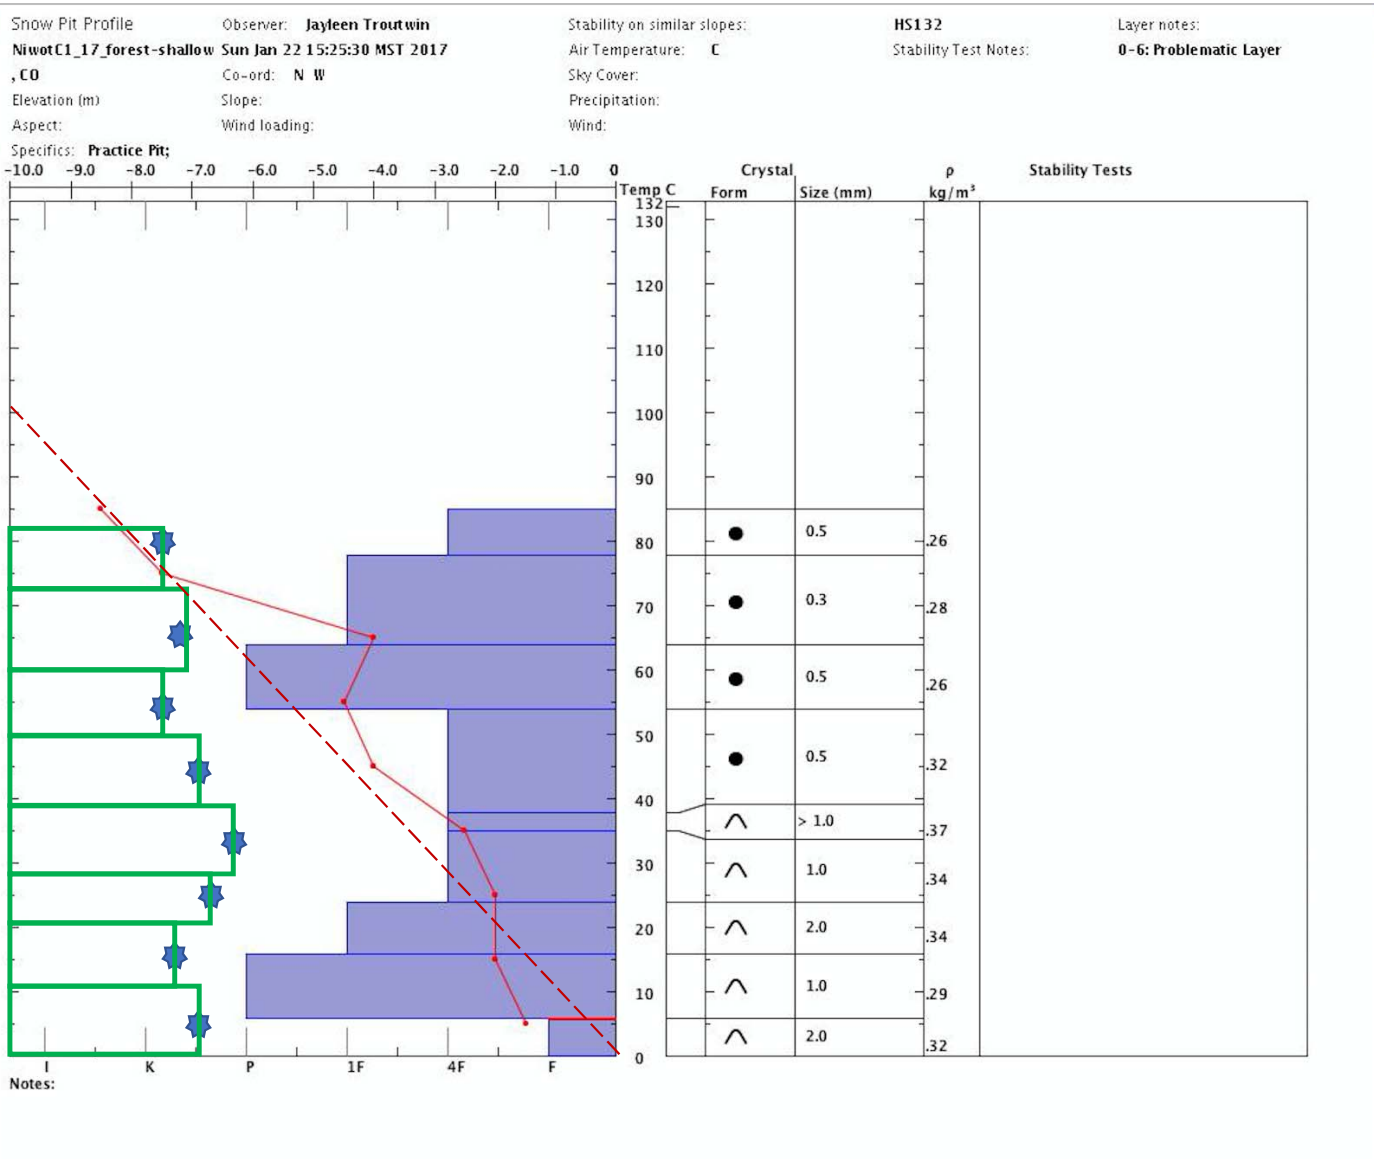 Snow Pit Profile Observer: Jayleen Troutwin Stability on similar slopes: HS132 Layer notes:
NiwotC1_17_forest-shallow Sun Jan 22 15:25:30 MST 2017 Air Temperature: C Stability Test Notes: 0-6: Problematic Layer
, CO Co-ord: N W Sky Cover:
Elevation (m) Slope: Precipitation:
Aspect: Wind loading: Wind:
Specifics: Practice Pit;
-10.0 -9.0 -8.0 -7.0 -6.0 -5.0 -4.0 -3.0 -2.0 -1.0 0 Crystal ρ Stability Tests
Temp C Form Size (mm) kg/m³
132
130
120
110
100
90
0.5
80 .26
0.3
70 .28
60 0.5
.26
50
0.5
.32
40
> 1.0
.37
30 1.0
.34
20 2.0
.34
10 1.0
.29
2.0
.32
0
I K P 1F 4F F
Notes: